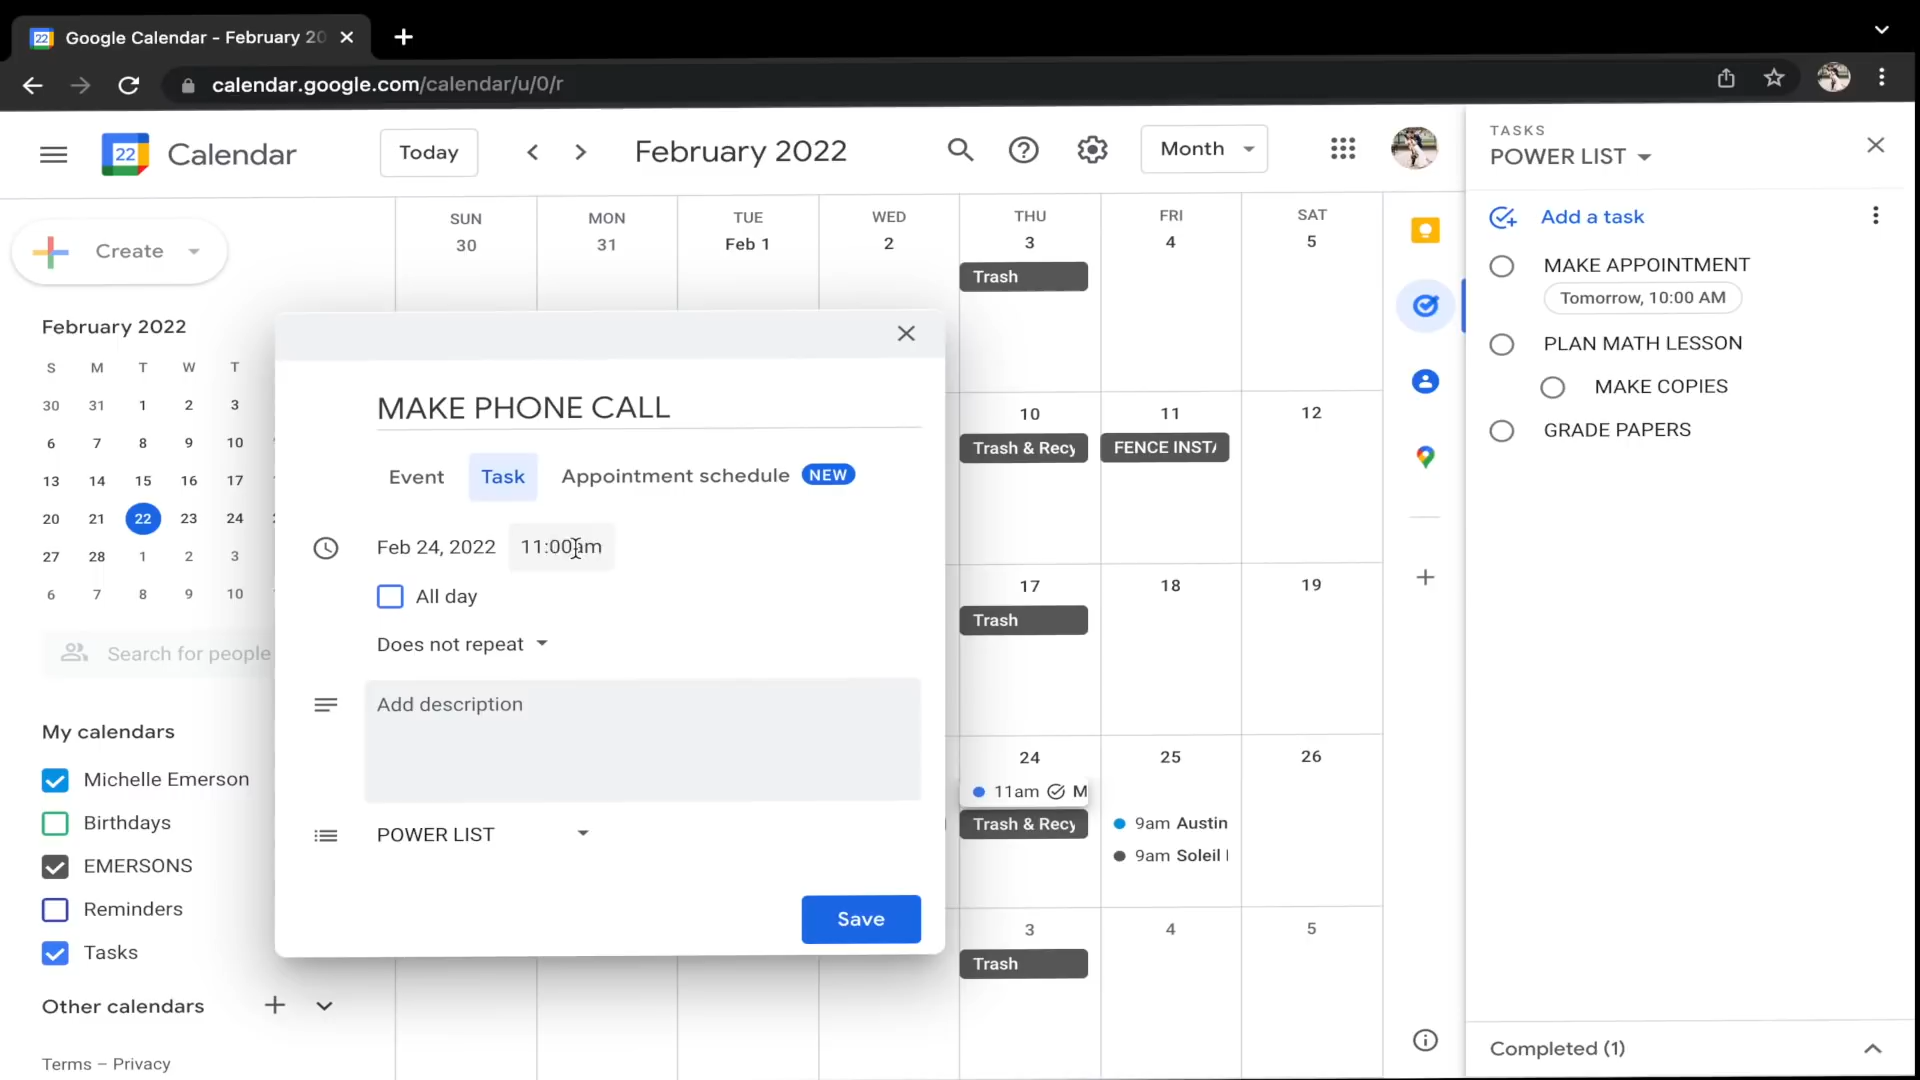 Google Calendar - February 20
calendar.google.com/calendar/u/0/r
22
Calendar
Today
February 2022
Month
TASKS
POWER LIST
Create
SUN
30
MON
31
TUE
Feb 1
WED
2
THU
3
FRI
4
SAT
5
Trash
Add a task
MAKE APPOINTMENT
Tomorrow, 10:00 AM
PLAN MATH LESSON
MAKE COPIES
GRADE PAPERS
February 2022
S M T W T
30 31 1 2 3
6 7 8 9 10
13 14 15 16 17
20 21 22 23 24
27 28 1 2 3
6 7 8 9 10
Search for people
My calendars
Michelle Emerson
Birthdays
EMERSONS
Reminders
Tasks
Other calendars
Terms – Privacy
MAKE PHONE CALL
Event
Task
Appointment schedule NEW
Feb 24, 2022 11:00am
All day
Does not repeat
Add description
POWER LIST
Save
10 11 12
Trash & Recy
FENCE INST
17 18 19
Trash
24 25 26
11am M
Trash & Recy
9am Austin
9am Soleil
3 4 5
Trash
Completed (1)